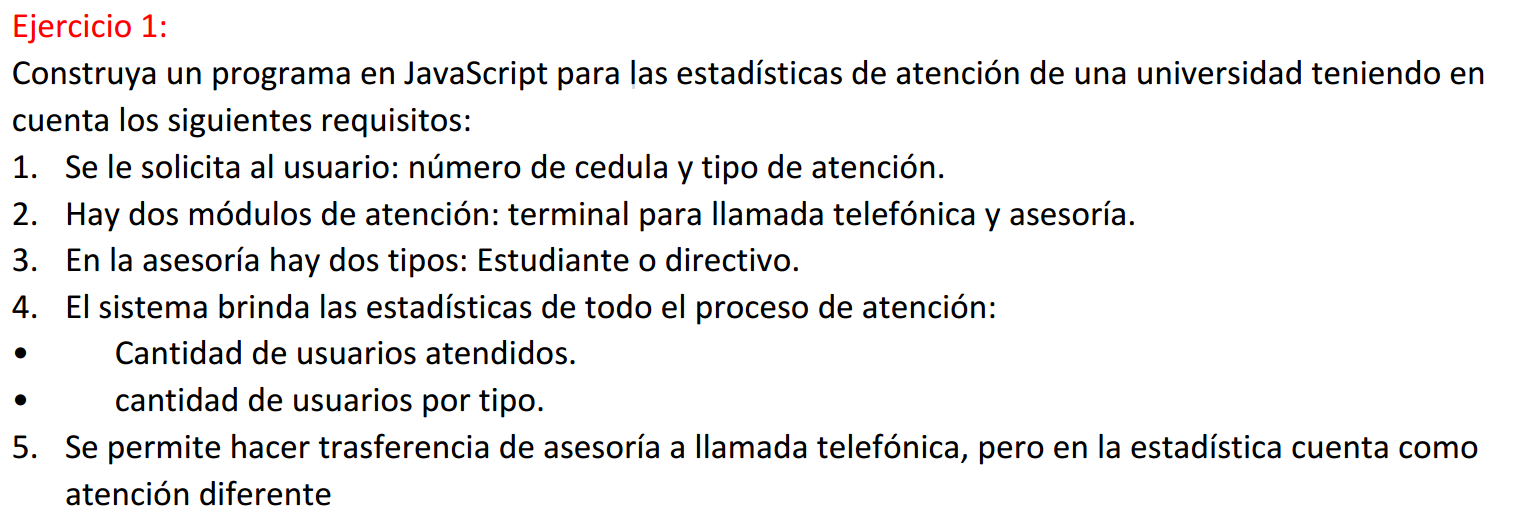 Ejercicio 1:
Construya un programa en JavaScript para las estadísticas de atención de una universidad teniendo en
cuenta los siguientes requisitos:
1. Se le solicita al usuario: número de cedula y tipo de atención.
2. Hay dos módulos de atención: terminal para llamada telefónica y asesoría.
3. En la asesoría hay dos tipos: Estudiante o directivo.
4. El sistema brinda las estadísticas de todo el proceso de atención:
• Cantidad de usuarios atendidos.
• cantidad de usuarios por tipo.
5. Se permite hacer trasferencia de asesoría a llamada telefónica, pero en la estadística cuenta como
atención diferente